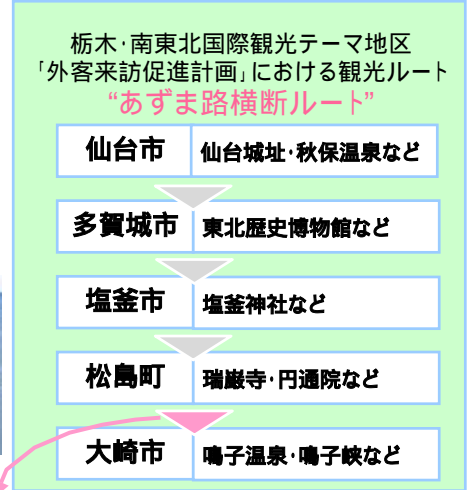 栃木・南東北国際観光テーマ地区
「外客来訪促進計画」における観光ルート
“あずま路横断ルート”
仙台市 仙台城址・秋保温泉など
多賀城市 東北歴史博物館など
塩釜市 塩釜神社など
松島町 瑞巌寺・円通院など
大崎市 鳴子温泉・鳴子峡など